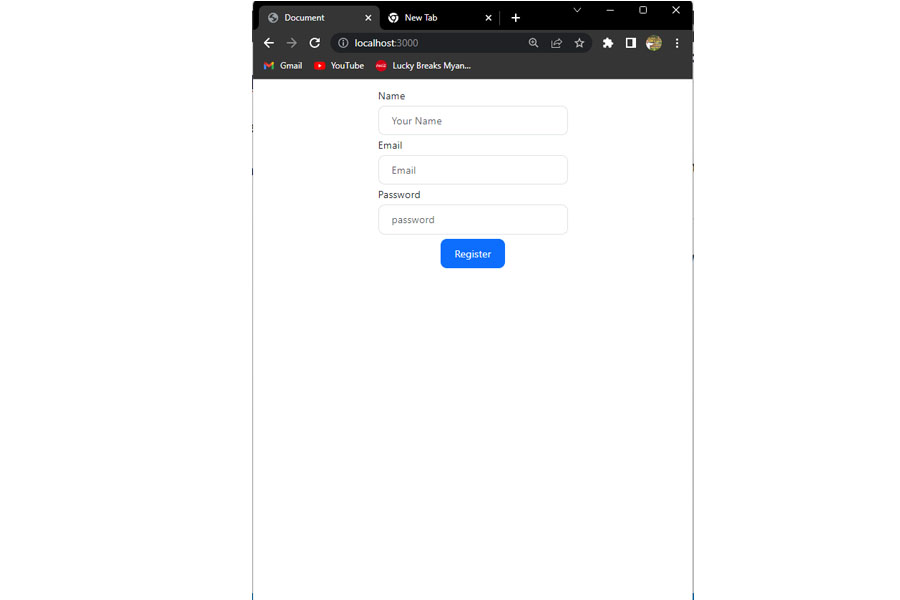 Document
New Tab
localhost:3000
Gmail
YouTube
Lucky Breaks Myan...
Name
Your Name
Email
Email
Password
password
Register